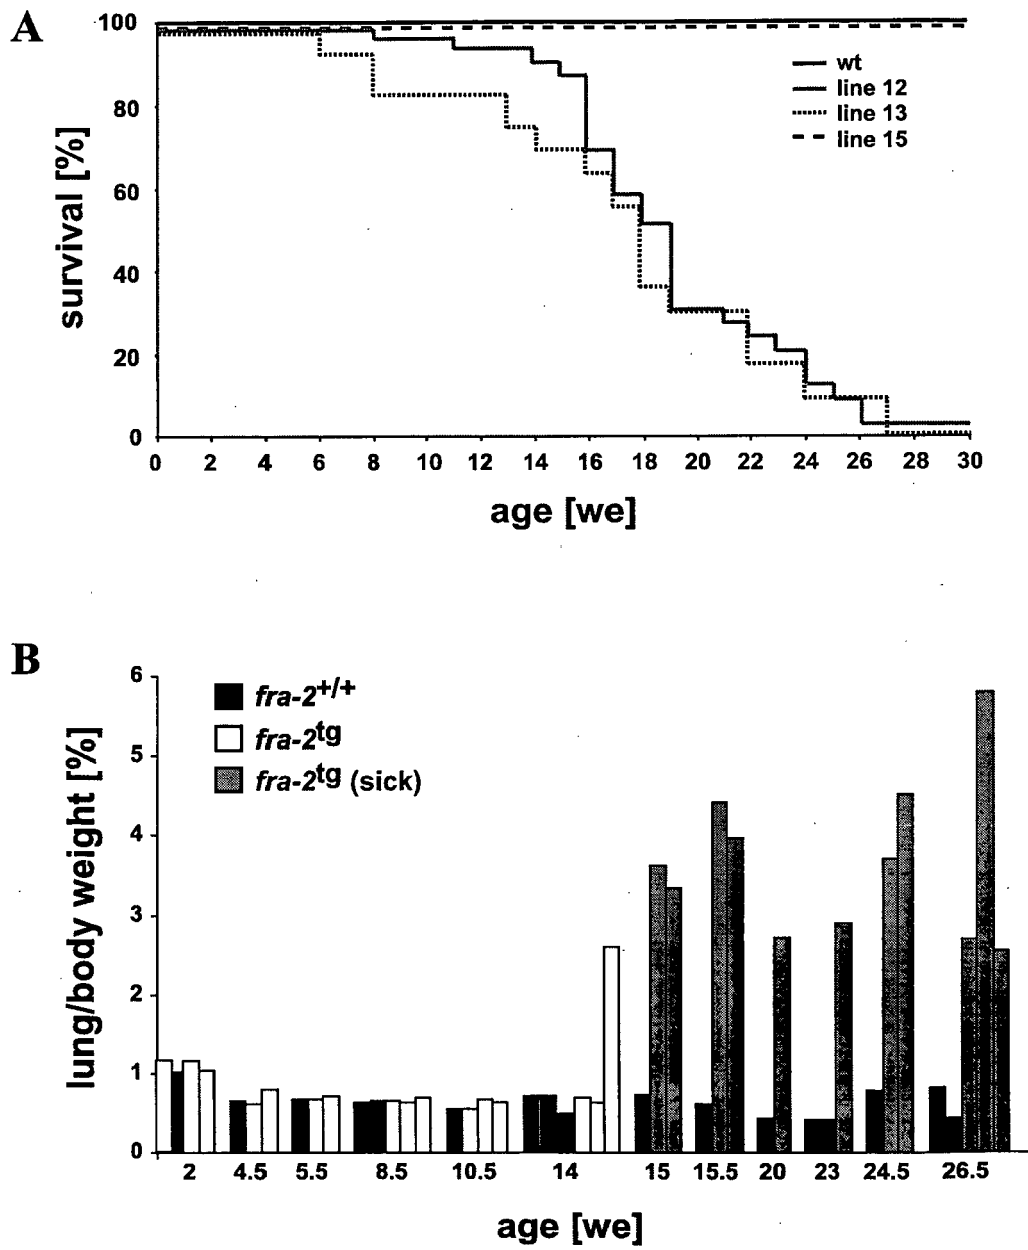 A
100
80
60
40
20
0
survival [%]
wt
line 12
line 13
line 15
0 2 4 6 8 10 12 14 16 18 20 22 24 26 28 30
age [we]
B
6
5
4
3
2
1
0
lung/body weight [%]
fra-2+/+
fra-2tg
fra-2tg (sick)
2 4.5 5.5 8.5 10.5 14 15 15.5 20 23 24.5 26.5
age [we]